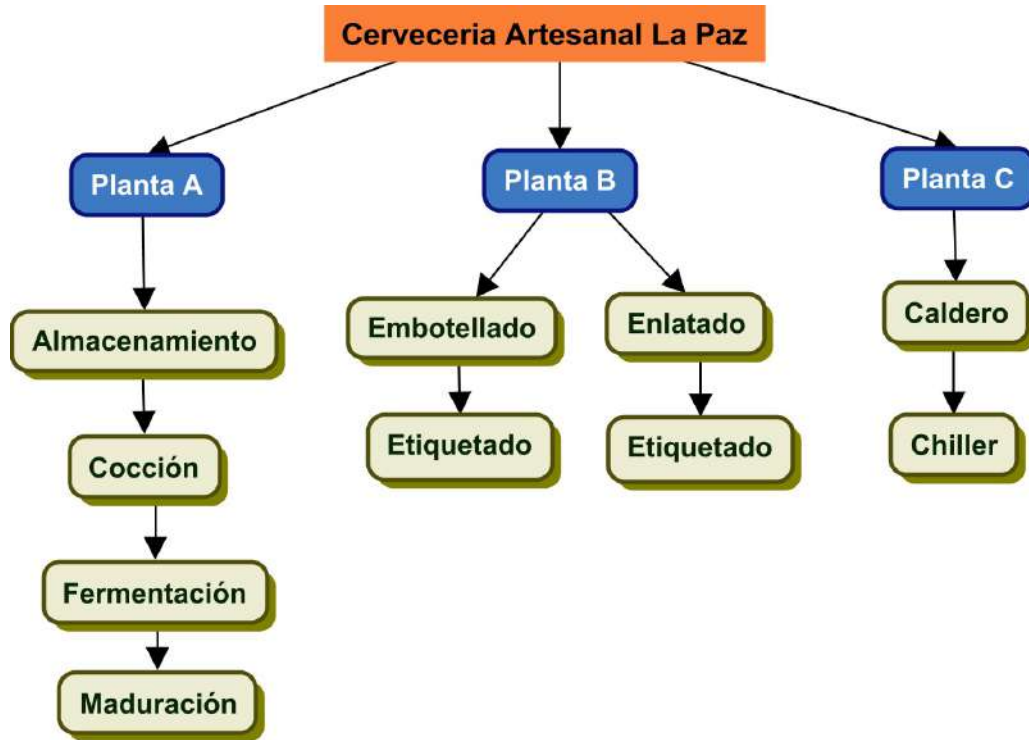 Cerveceria Artesanal La Paz
Planta A
Planta B
Planta C
Almacenamiento
Embotellado
Enlatado
Caldero
Cocción
Etiquetado
Etiquetado
Chiller
Fermentación
Maduración